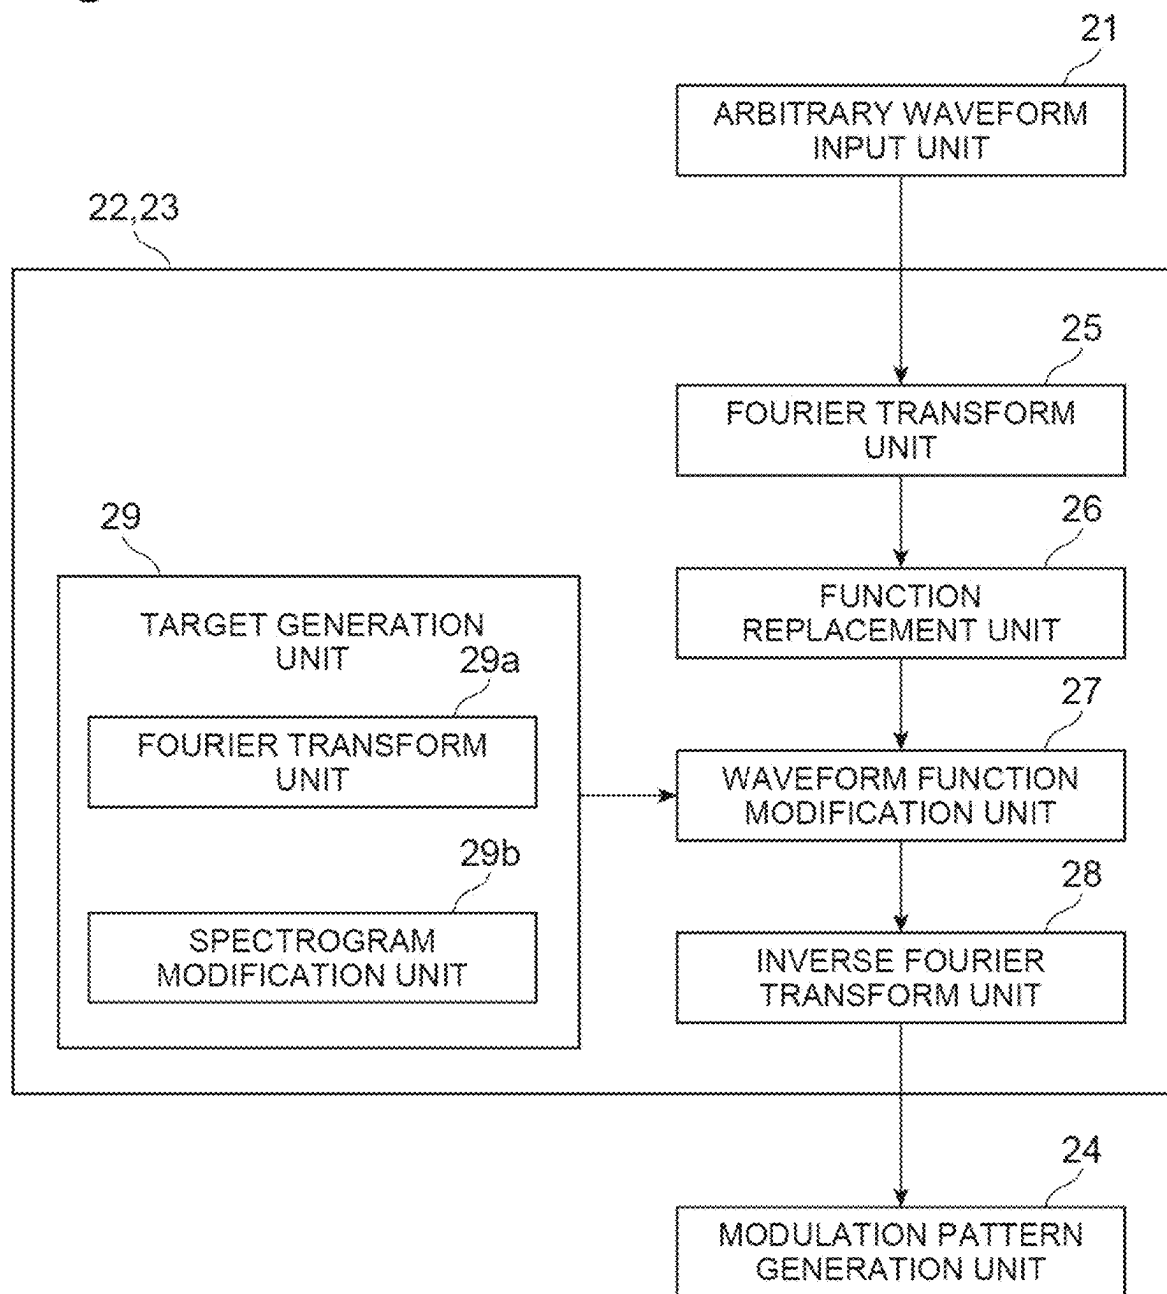 21
ARBITRARY WAVEFORM
INPUT UNIT
22,23
25
FOURIER TRANSFORM
UNIT
29
26
TARGET GENERATION
UNIT
FUNCTION
REPLACEMENT UNIT
29a
27
FOURIER TRANSFORM
UNIT
WAVEFORM FUNCTION
MODIFICATION UNIT
29b
28
SPECTROGRAM
MODIFICATION UNIT
INVERSE FOURIER
TRANSFORM UNIT
24
MODULATION PATTERN
GENERATION UNIT